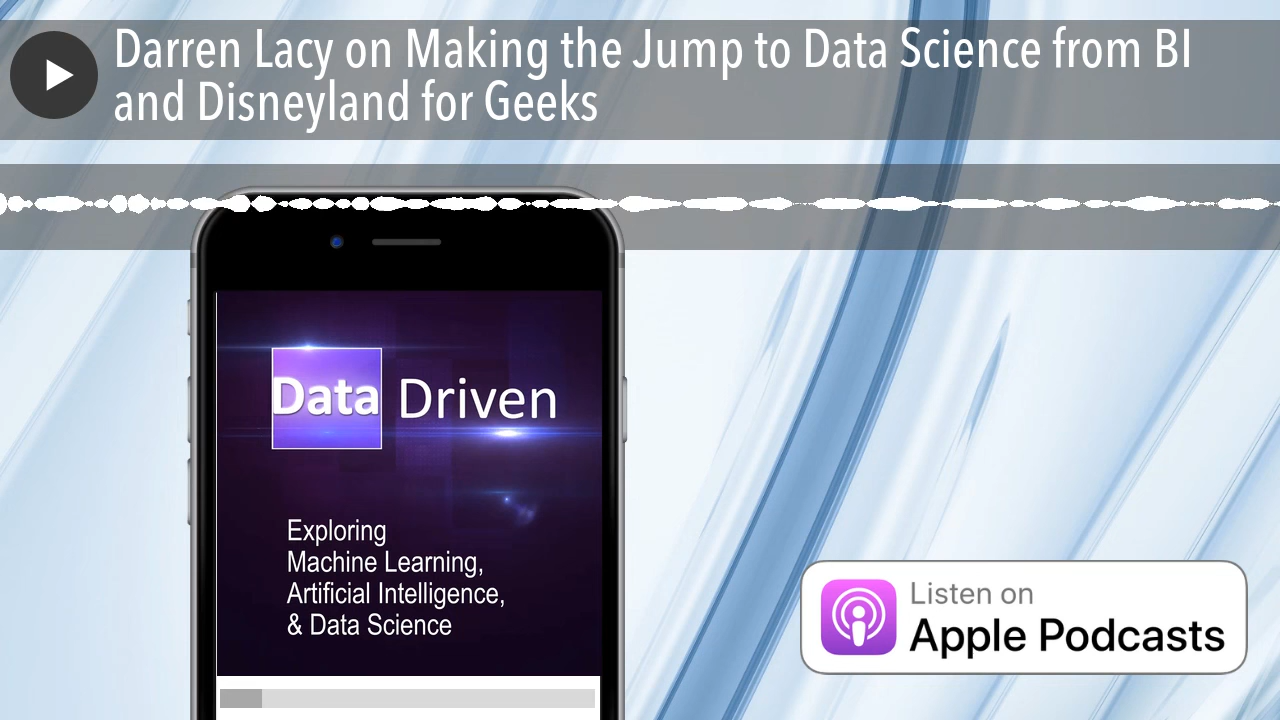 Darren Lacy on Making the Jump to Data Science from BI
and Disneyland for Geeks
Data Driven
Exploring
Machine Learning,
Artificial Intelligence,
& Data Science
Listen on
Apple Podcasts